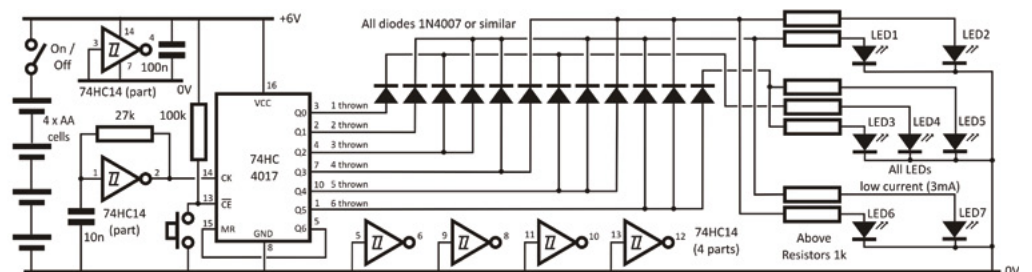 +6V
All diodes 1N4007 or similar
On /
Off
14
3
4
7
100n
74HC14 (part)
0V
LED1
LED2
16
VCC
27k
100k
4 x AA
cells
Q0
3
1 thrown
Q1
2
2 thrown
Q2
4
3 thrown
Q3
7
4 thrown
Q4
10
5 thrown
Q5
1
6 thrown
Q6
5
74HC
4017
14
CK
13
CE
15
MR
GND
8
1
2
74HC14
(part)
10n
LED3
LED4
LED5
All LEDs
low current (3mA)
5
6
9
8
11
10
13
12
74HC14
(4 parts)
LED6
LED7
Above
Resistors 1k
0V